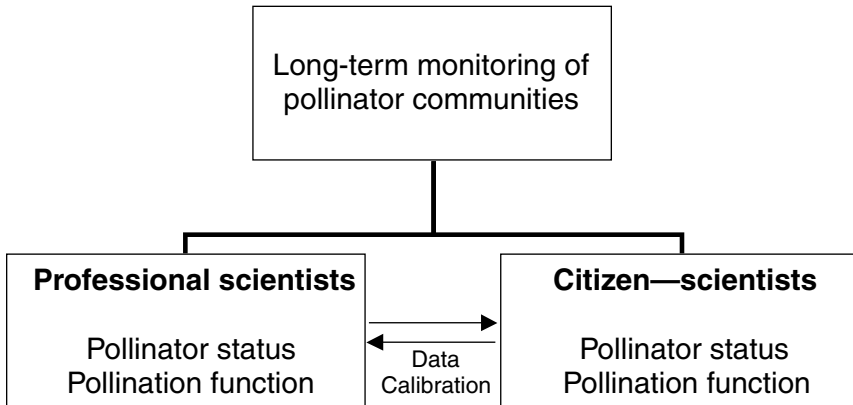 Long-term monitoring of
pollinator communities
Professional scientists
Pollinator status
Pollination function
Data
Calibration
Citizen—scientists
Pollinator status
Pollination function